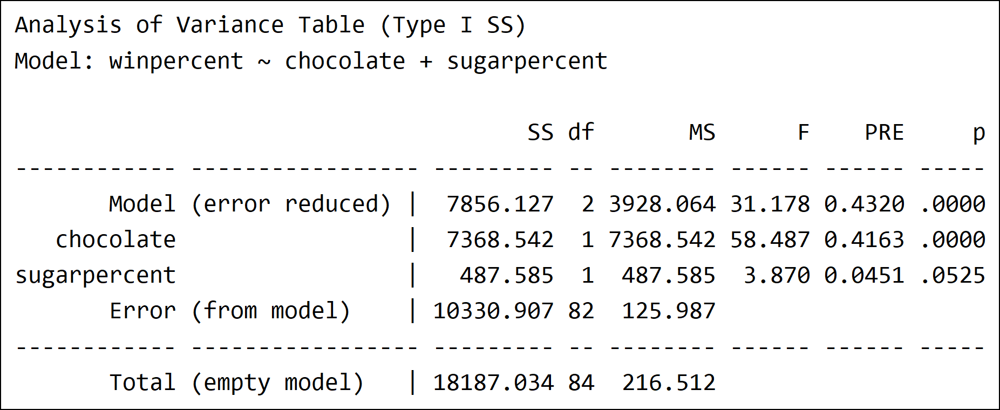 Analysis of Variance Table (Type I SS)
Model: winpercent ~ chocolate + sugarpercent
                                       SS df       MS      F    PRE     p
------------ ----------------- --------- -- -------- ------ ------ -----
       Model (error reduced) |  7856.127  2 3928.064 31.178 0.4320 .0000
   chocolate                 |  7368.542  1 7368.542 58.487 0.4163 .0000
sugarpercent                 |   487.585  1  487.585  3.870 0.0451 .0525
       Error (from model)    | 10330.907 82  125.987
------------ ----------------- --------- -- -------- ------ ------ -----
       Total (empty model)   | 18187.034 84  216.512